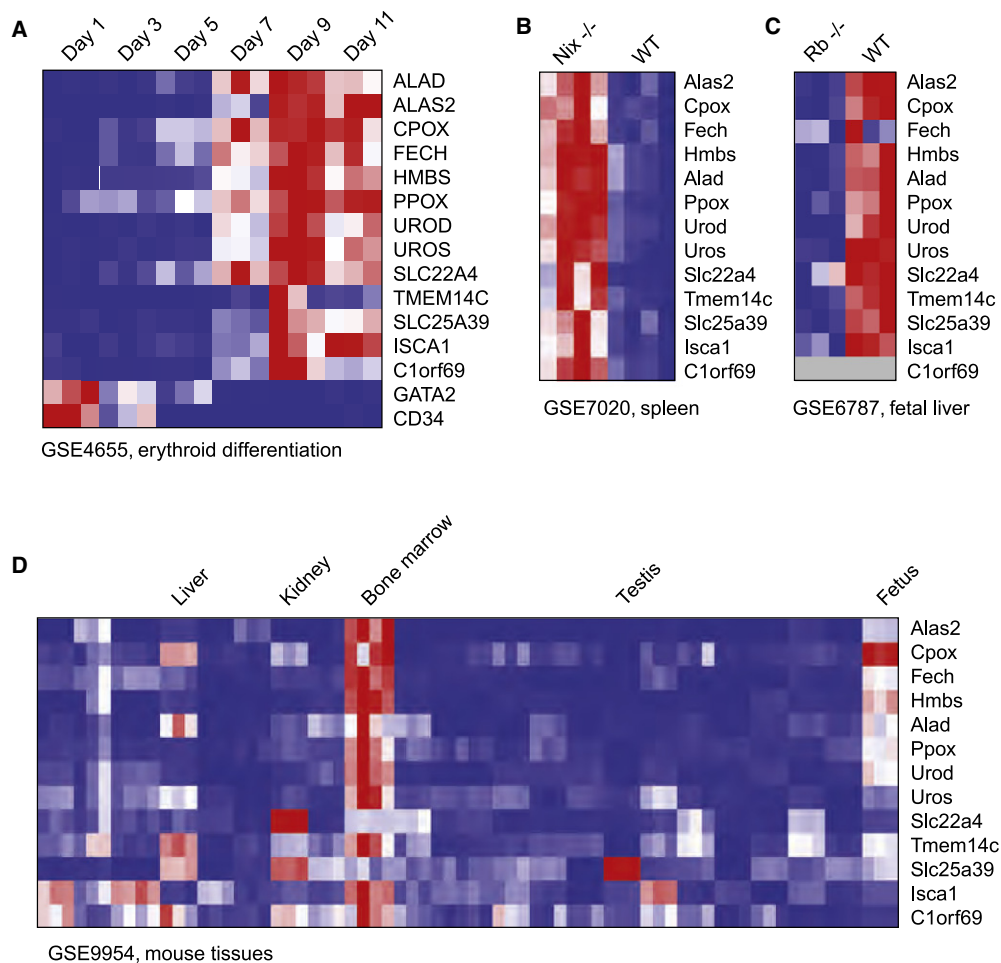 A
Day 1 Day 3 Day 5 Day 7 Day 9 Day 11
ALAD
ALAS2
CPOX
FECH
HMBS
PPOX
UROD
UROS
SLC22A4
TMEM14C
SLC25A39
ISCA1
C1orf69
GATA2
CD34
GSE4655, erythroid differentiation
B
Nix -/- WT
Alas2
Cpox
Fech
Hmbs
Alad
Ppox
Urod
Uros
Slc22a4
Tmem14c
Slc25a39
Isca1
C1orf69
GSE7020, spleen
C
Rb -/- WT
Alas2
Cpox
Fech
Hmbs
Alad
Ppox
Urod
Uros
Slc22a4
Tmem14c
Slc25a39
Isca1
C1orf69
GSE6787, fetal liver
D
Liver Kidney Bone marrow Testis Fetus
Alas2
Cpox
Fech
Hmbs
Alad
Ppox
Urod
Uros
Slc22a4
Tmem14c
Slc25a39
Isca1
C1orf69
GSE9954, mouse tissues